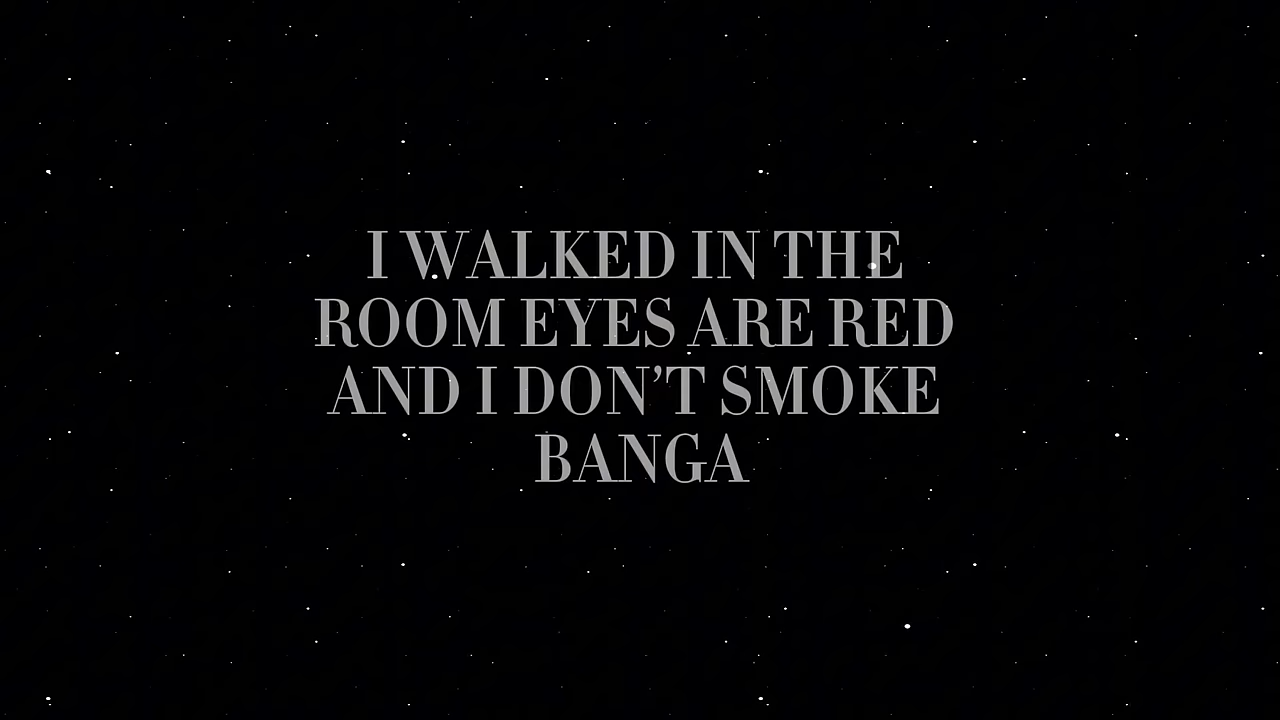 I WALKED IN THE
ROOM EYES ARE RED
AND I DON’T SMOKE
BANGA